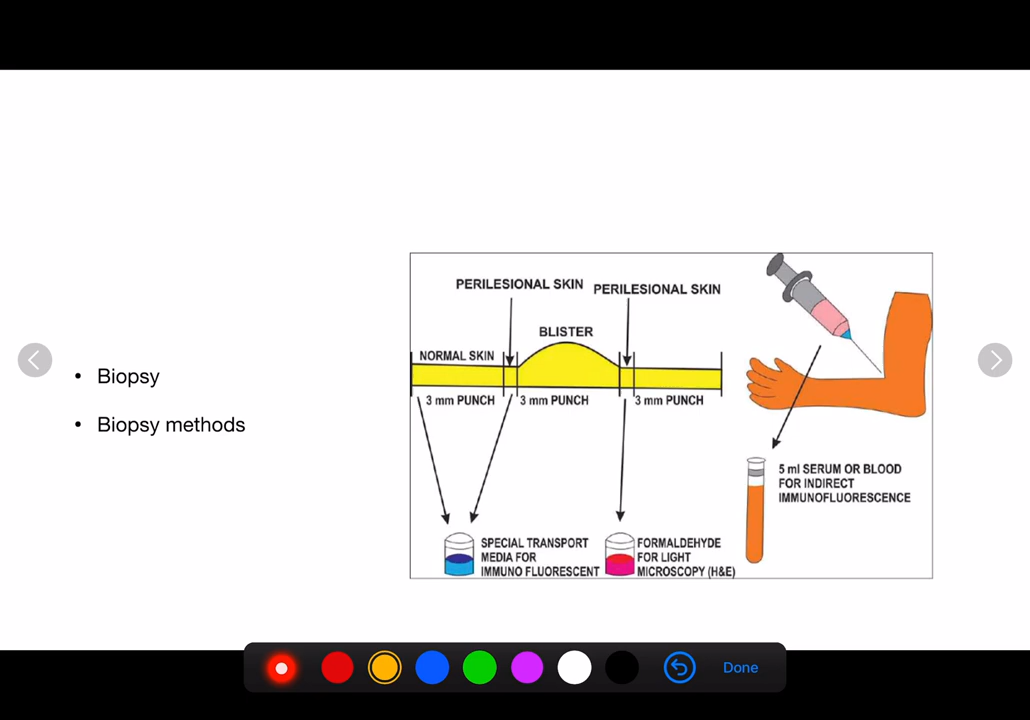 • Biopsy
• Biopsy methods
PERILESIONAL SKIN
PERILESIONAL SKIN
BLISTER
NORMAL SKIN
3 mm PUNCH
3 mm PUNCH
3 mm PUNCH
SPECIAL TRANSPORT
MEDIA FOR
IMMUNO FLUORESCENT
FORMALDEHYDE
FOR LIGHT
MICROSCOPY (H&E)
5 ml SERUM OR BLOOD
FOR INDIRECT
IMMUNOFLUORESCENCE
Done